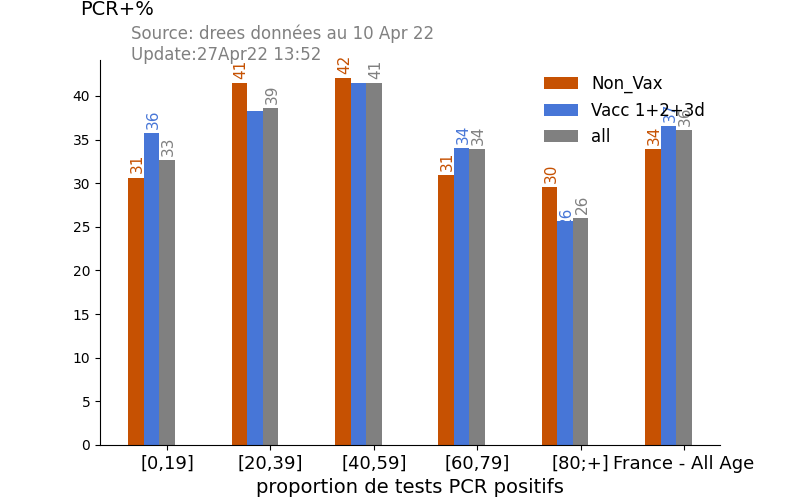 PCR+%
Source: drees données au 10 Apr 22
Update:27Apr22 13:52
Non_Vax
Vacc 1+2+3d
all
31 36 33
41 39
42 41
31 34 34
30 26
34 36
40
35
30
25
20
15
10
5
0
[0,19] [20,39] [40,59] [60,79] [80;+] France - All Age
proportion de tests PCR positifs